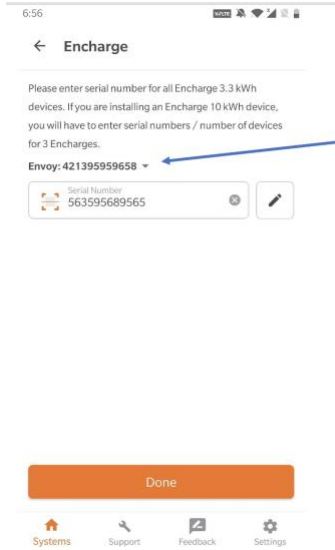 6:56
Encharge
Please enter serial number for all Encharge 3.3 kWh
devices. If you are installing an Encharge 10 kWh device,
you will have to enter serial numbers / number of devices
for 3 Encharges.
Envoy: 421395959658
Serial Number
563595689565
Done
Systems Support Feedback Settings